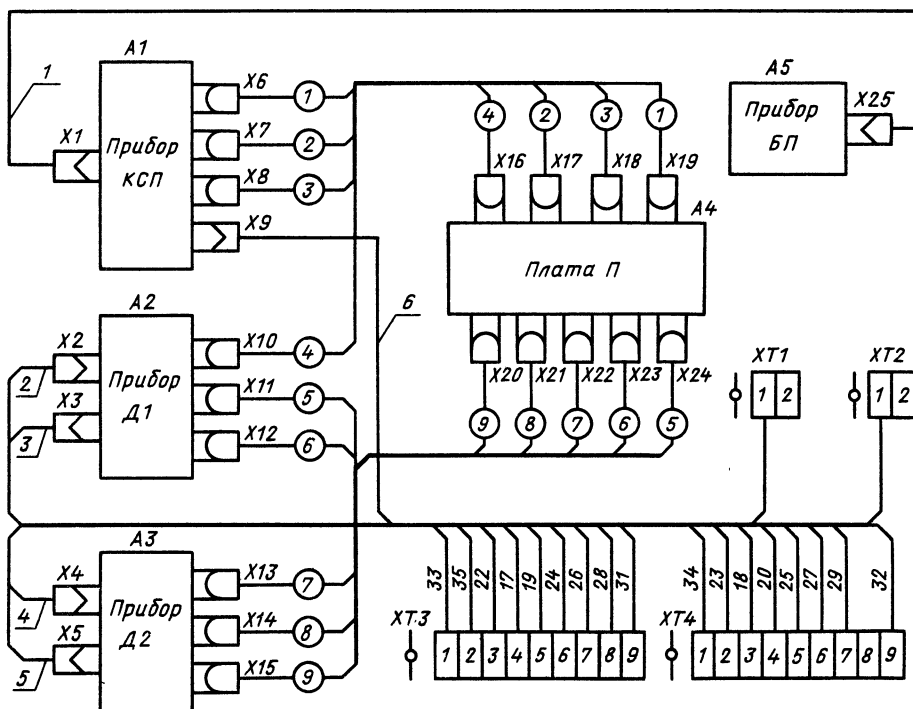 A1
A5
1
X6
1
X1
Прибор КСП
X7
2
X8
3
X9
4
2
3
1
X16
X17
X18
X19
A4
Прибор БП
X25
Плата П
6
A2
X2
2
X3
3
Прибор Д1
X10
4
X11
5
X12
6
X20
X21
X22
X23
X24
9
8
7
6
5
XT1
1 2
XT2
1 2
A3
X4
4
X5
5
Прибор Д2
X13
7
X14
8
X15
9
33 35 22 17 19 24 26 28 31
XT3
1 2 3 4 5 6 7 8 9
34 23 18 20 25 27 29 32
XT4
1 2 3 4 5 6 7 8 9